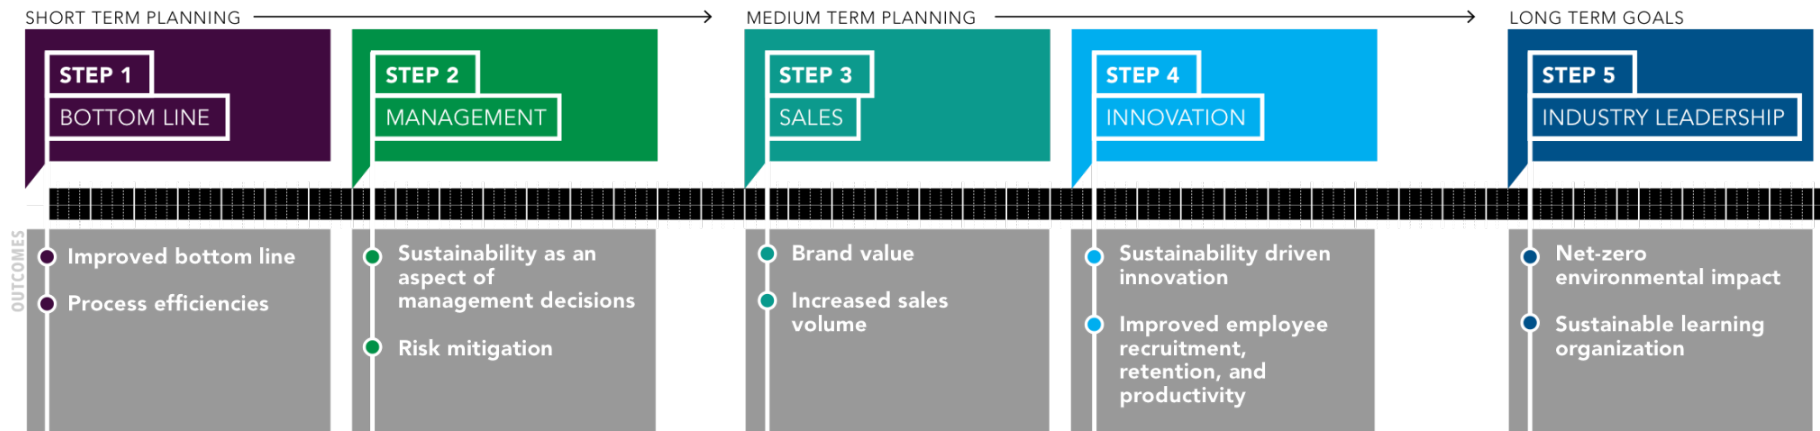 SHORT TERM PLANNING
MEDIUM TERM PLANNING
LONG TERM GOALS
STEP 1
BOTTOM LINE
STEP 2
MANAGEMENT
STEP 3
SALES
STEP 4
INNOVATION
STEP 5
INDUSTRY LEADERSHIP
OUTCOMES
Improved bottom line
Process efficiencies
Sustainability as an
aspect of
management decisions
Risk mitigation
Brand value
Increased sales
volume
Sustainability driven
innovation
Improved employee
recruitment,
retention, and
productivity
Net-zero
environmental impact
Sustainable learning
organization